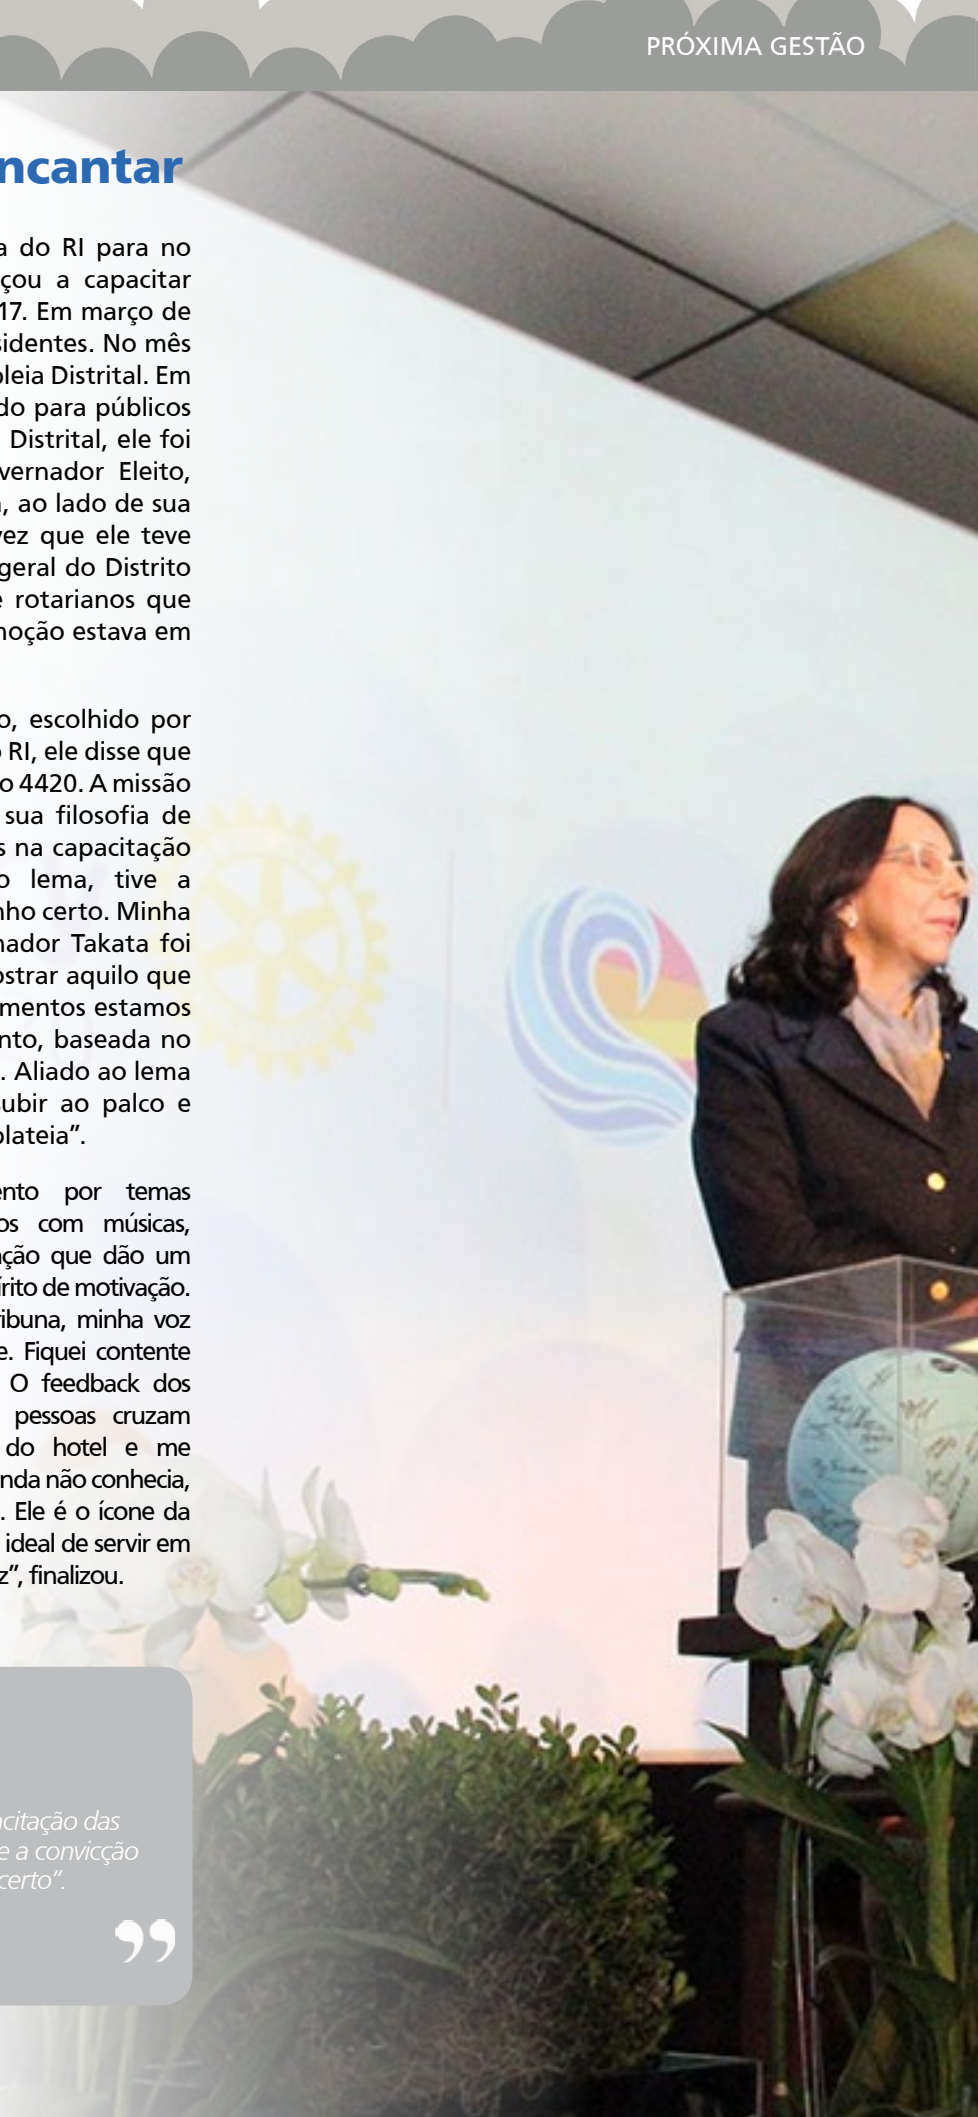 PRÓXIMA GESTÃO
ncantar
a do RI para no
çou a capacitar
17. Em março de
sidentes. No mês
leia Distrital. Em
do para públicos
Distrital, ele foi
vernador Eleito,
, ao lado de sua
vez que ele teve
geral do Distrito
e rotarianos que
moção estava em
o, escolhido por
o RI, ele disse que
o 4420. A missão
sua filosofia de
s na capacitação
o lema, tive a
nho certo. Minha
nador Takata foi
ostrar aquilo que
mentos estamos
nto, baseada no
. Aliado ao lema
subir ao palco e
plateia”.
ento por temas
os com músicas,
ação que dão um
írito de motivação.
ribuna, minha voz
e. Fiquei contente
O feedback dos
pessoas cruzam
do hotel e me
nda não conhecia,
. Ele é o ícone da
ideal de servir em
z”, finalizou.
acitação das
e a convicção
certo”.
”